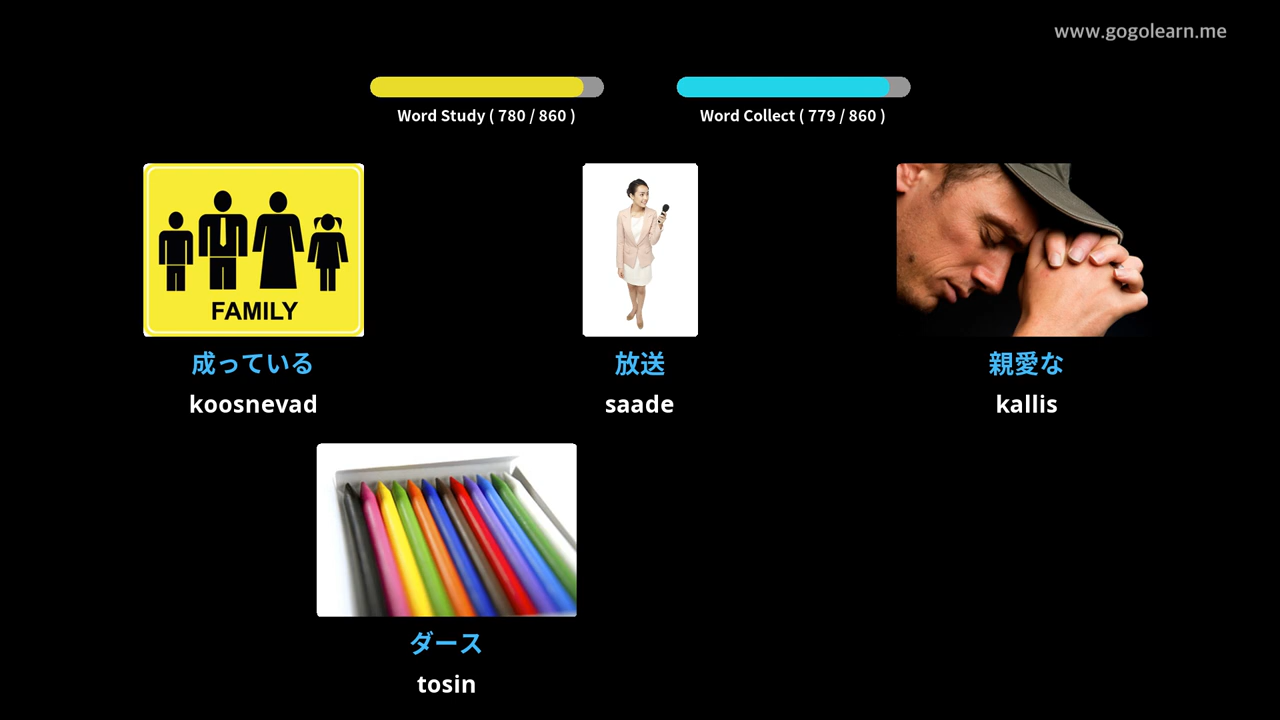 www.gogolearn.me
Word Study ( 780 / 860 )
Word Collect ( 779 / 860 )
FAMILY
成っている
koosnevad
放送
saade
親愛な
kallis
ダース
tosin